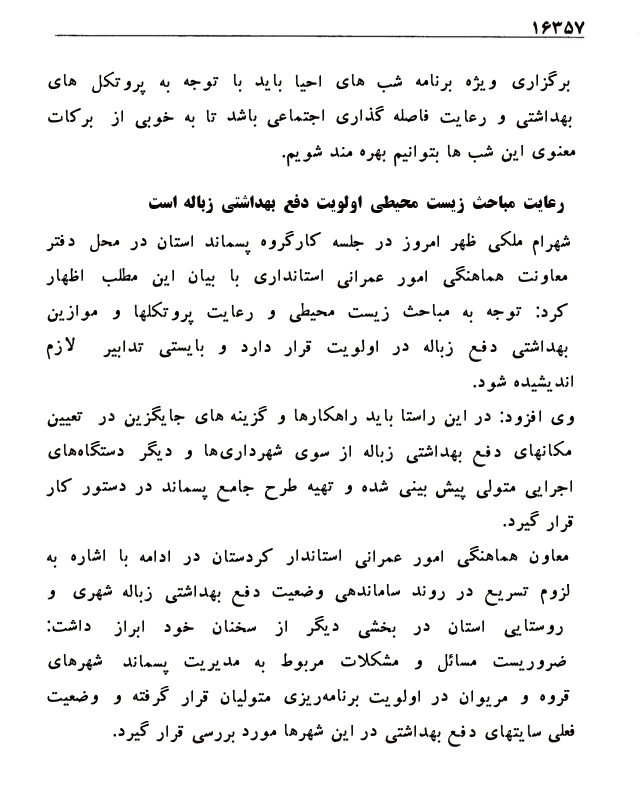 ۱۶۳۵۷
برگزاری ویژه برنامه شب های احیا باید با توجه به پروتکل های
بهداشتی و رعایت فاصله گذاری اجتماعی باشد تا به خوبی از برکات
معنوی این شب ها بتوانیم بهره مند شویم.
رعایت مباحث زیست محیطی اولویت دفع بهداشتی زباله است
شهرام ملکی ظهر امروز در جلسه کارگروه پسماند استان در محل دفتر
معاونت هماهنگی امور عمرانی استانداری با بیان این مطلب اظهار
کرد: توجه به مباحث زیست محیطی و رعایت پروتکلها و موازین
بهداشتی دفع زباله در اولویت قرار دارد و بایستی تدابیر لازم
اندیشیده شود.
وی افزود: در این راستا باید راهکارها و گزینه های جایگزین در تعیین
مکانهای دفع بهداشتی زباله از سوی شهرداری‌ها و دیگر دستگاه‌های
اجرایی متولی پیش بینی شده و تهیه طرح جامع پسماند در دستور کار
قرار گیرد.
معاون هماهنگی امور عمرانی استاندار کردستان در ادامه با اشاره به
لزوم تسریع در روند ساماندهی وضعیت دفع بهداشتی زباله شهری و
روستایی استان در بخشی دیگر از سخنان خود ابراز داشت:
ضروریست مسائل و مشکلات مربوط به مدیریت پسماند شهرهای
قروه و مریوان در اولویت برنامه‌ریزی متولیان قرار گرفته و وضعیت
فعلی سایتهای دفع بهداشتی در این شهرها مورد بررسی قرار گیرد.